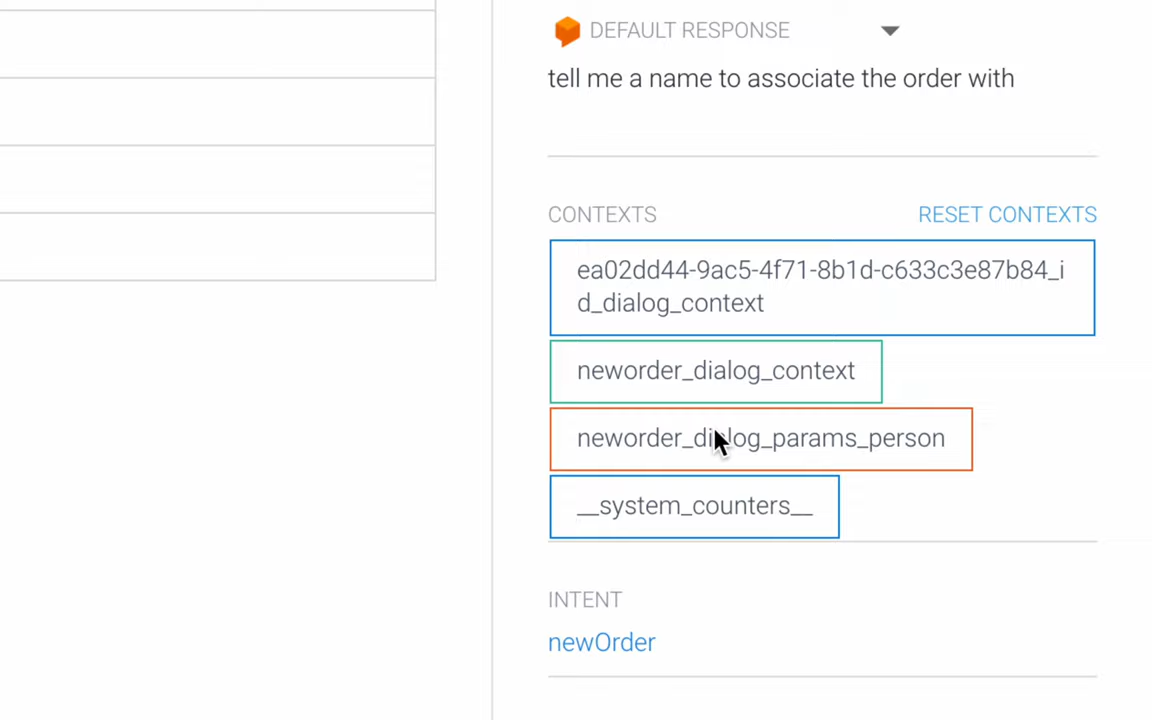 DEFAULT RESPONSE
tell me a name to associate the order with
CONTEXTS
RESET CONTEXTS
ea02dd44-9ac5-4f71-8b1d-c633c3e87b84_i
d_dialog_context
neworder_dialog_context
neworder_dialog_params_person
__system_counters__
INTENT
newOrder